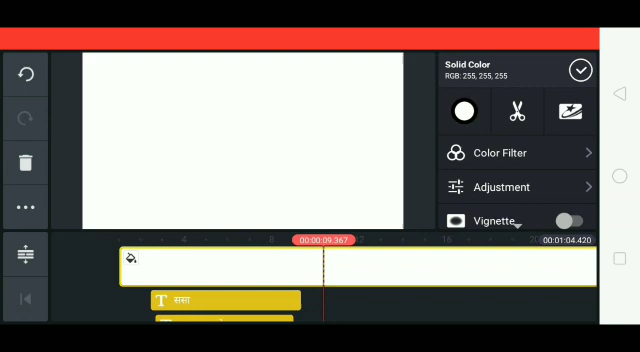 Solid Color
RGB: 255, 255, 255
Color Filter
Adjustment
Vignette
4
8
00:00:09.367
12
16
00:01:04.420
T ससा